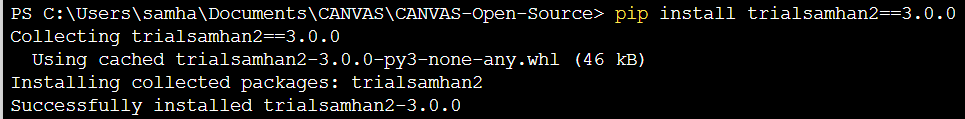 PS C:\Users\samha\Documents\CANVAS\CANVAS-Open-Source> pip install trialsamhan2==3.0.0
Collecting trialsamhan2==3.0.0
  Using cached trialsamhan2-3.0.0-py3-none-any.whl (46 kB)
Installing collected packages: trialsamhan2
Successfully installed trialsamhan2-3.0.0